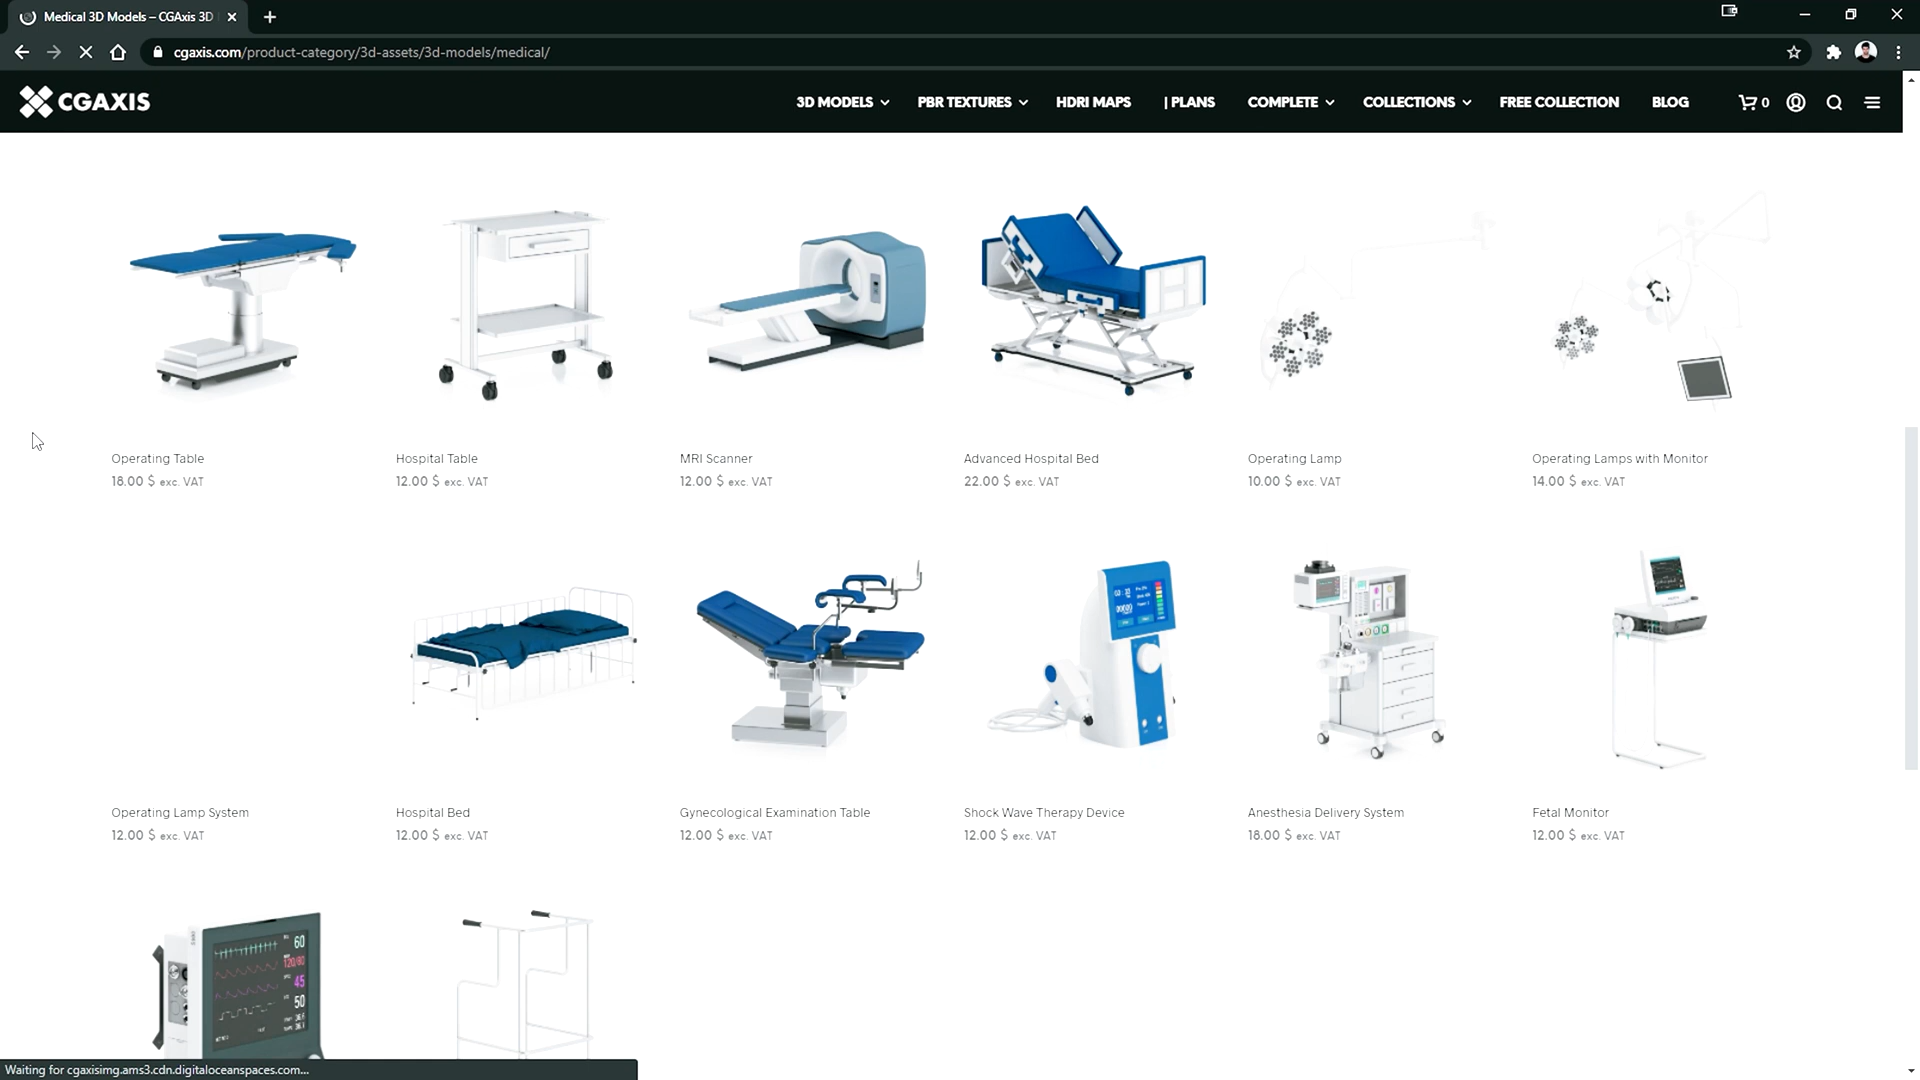 Medical 3D Models – CGAxis 3D
cgaxis.com/product-category/3d-assets/3d-models/medical/
CGAXIS
3D MODELS PBR TEXTURES HDRI MAPS | PLANS COMPLETE COLLECTIONS FREE COLLECTION BLOG 0
Operating Table Hospital Table MRI Scanner Advanced Hospital Bed Operating Lamp Operating Lamps with Monitor
18.00 $ exc. VAT 12.00 $ exc. VAT 12.00 $ exc. VAT 22.00 $ exc. VAT 10.00 $ exc. VAT 14.00 $ exc. VAT
Operating Lamp System Hospital Bed Gynecological Examination Table Shock Wave Therapy Device Anesthesia Delivery System Fetal Monitor
12.00 $ exc. VAT 12.00 $ exc. VAT 12.00 $ exc. VAT 12.00 $ exc. VAT 18.00 $ exc. VAT 12.00 $ exc. VAT
60
120/80
45
50
Waiting for cgaxisimg.ams3.cdn.digitaloceanspaces.com...